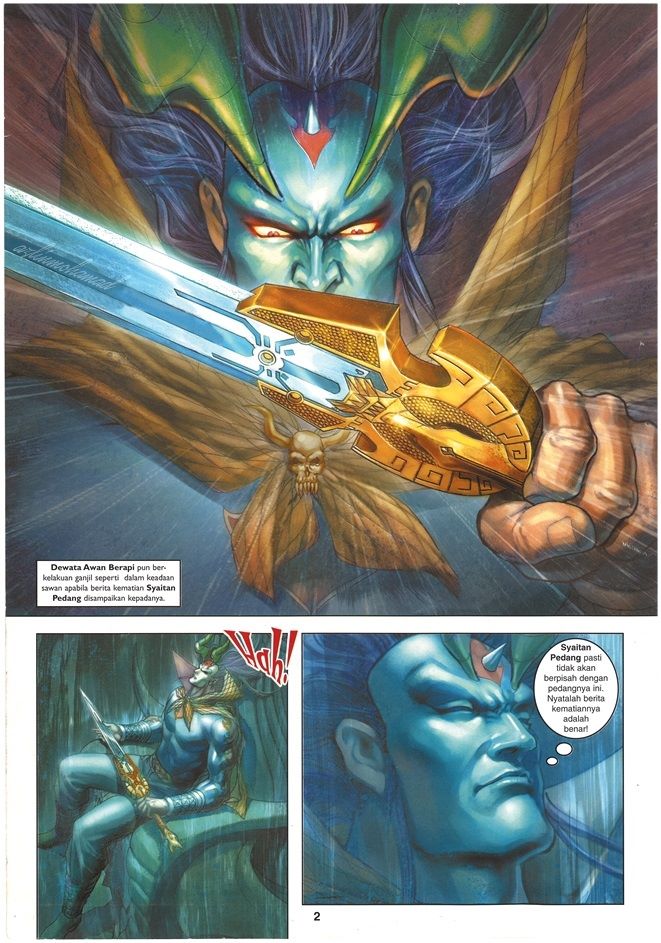 Dewata Awan Berapi pun ber-
kelakuan ganjil seperti dalam keadaan
sawan apabila berita kematian Syaitan
Pedang disampaikan kepadanya.
Hah!
Syaitan
Pedang pasti
tidak akan
berpisah dengan
pedangnya ini.
Nyatalah berita
kematiannya
adalah
benar!
2